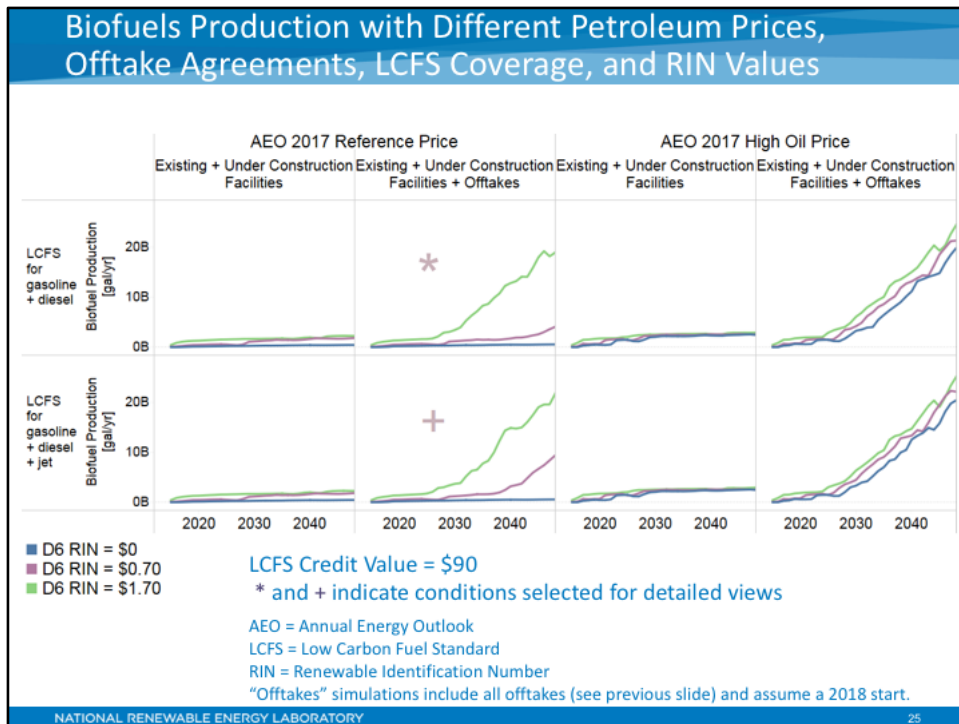 Biofuels Production with Different Petroleum Prices,
Offtake Agreements, LCFS Coverage, and RIN Values
AEO 2017 Reference Price
AEO 2017 High Oil Price
Existing + Under Construction
Facilities
Existing + Under Construction
Facilities + Offtakes
Existing + Under Construction
Facilities
Existing + Under Construction
Facilities + Offtakes
LCFS
for
gasoline
+ diesel
Biofuel Production
[gal/yr]
20B
10B
0B
*
LCFS
for
gasoline
+ diesel
+ jet
Biofuel Production
[gal/yr]
20B
10B
0B
+
2020 2030 2040
2020 2030 2040
2020 2030 2040
2020 2030 2040
D6 RIN = $0
D6 RIN = $0.70
D6 RIN = $1.70
LCFS Credit Value = $90
* and + indicate conditions selected for detailed views
AEO = Annual Energy Outlook
LCFS = Low Carbon Fuel Standard
RIN = Renewable Identification Number
“Offtakes” simulations include all offtakes (see previous slide) and assume a 2018 start.
NATIONAL RENEWABLE ENERGY LABORATORY
25